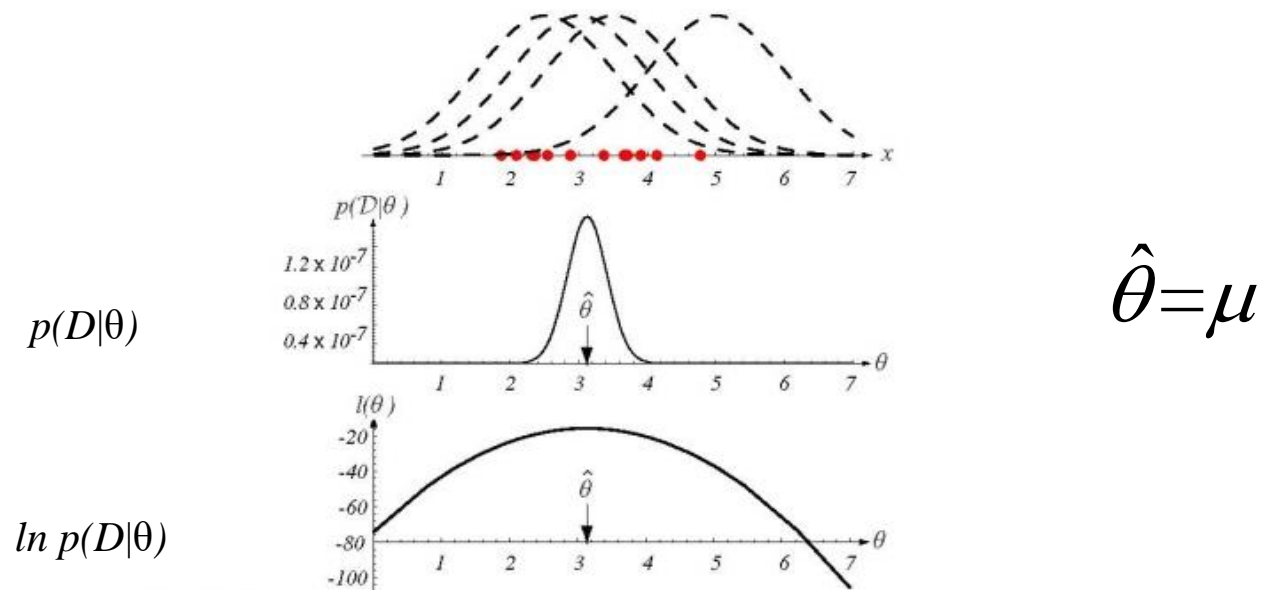 x
1 2 3 4 5 6 7
p(D|θ )
1.2 x 10⁻⁷
0.8 x 10⁻⁷
0.4 x 10⁻⁷
θ̂
θ
1 2 3 4 5 6 7
p(D|θ)
θ̂=μ
l(θ )
-20
-40
-60
-80
-100
θ̂
θ
1 2 3 4 5 6 7
ln p(D|θ)